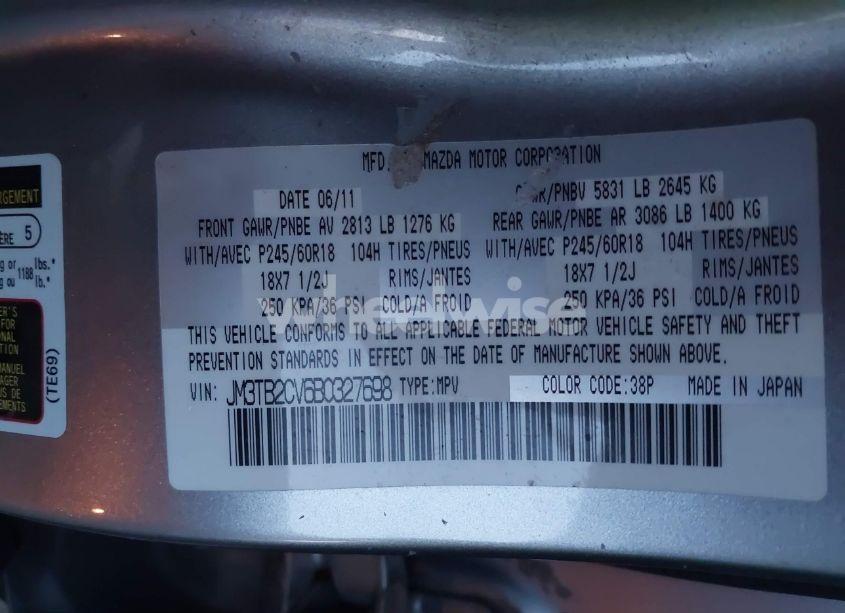 MFD. MAZDA MOTOR CORPORATION
DATE 06/11 GVWR/PNBV 5831 LB 2645 KG
FRONT GAWR/PNBE AV 2813 LB 1276 KG REAR GAWR/PNBE AR 3086 LB 1400 KG
WITH/AVEC P245/60R18 104H TIRES/PNEUS WITH/AVEC P245/60R18 104H TIRES/PNEUS
18X7 1/2J RIMS/JANTES 18X7 1/2J RIMS/JANTES
250 KPA/36 PSI COLD/A FROID 250 KPA/36 PSI COLD/A FROID
THIS VEHICLE CONFORMS TO ALL APPLICABLE FEDERAL MOTOR VEHICLE SAFETY AND THEFT
PREVENTION STANDARDS IN EFFECT ON THE DATE OF MANUFACTURE SHOWN ABOVE.
VIN: JM3TB2CV6B0327698 TYPE:MPV COLOR CODE:38P MADE IN JAPAN
wheelwise
5
1188 lbs.*
lb.*
(TE69)